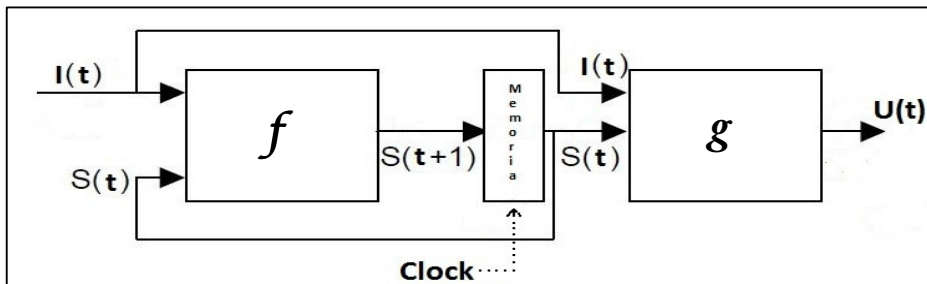 I(t)
I(t)
f
Memoria
g
U(t)
S(t)
S(t+1)
S(t)
Clock